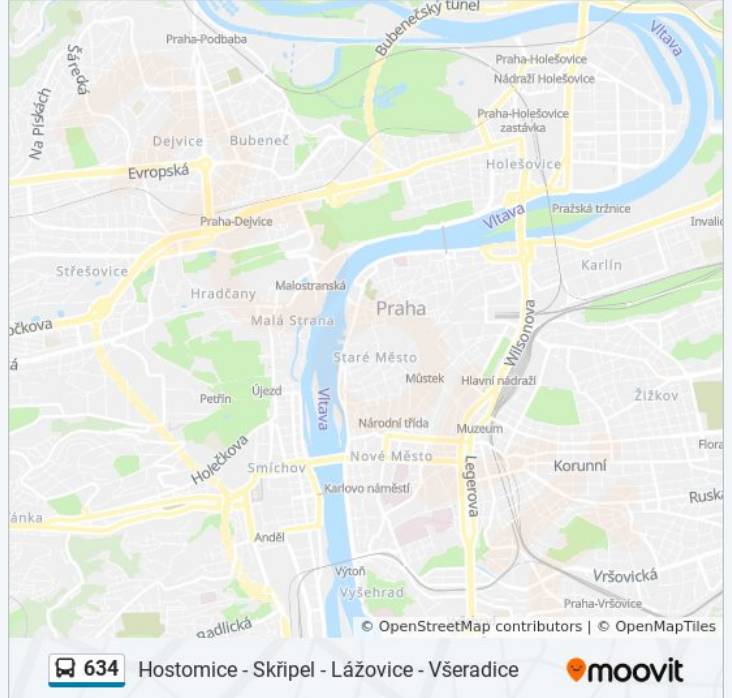 Bubenečský tunel
Praha-Podbaba
Vltava
Šárecká
Praha-Holešovice
Nádraží Holešovice
Na Pískách
Praha-Holešovice
zastávka
Dejvice
Bubeneč
Holešovice
Evropská
Praha-Dejvice
Vltava
Pražská tržnice
Invalid
Střešovice
Karlín
Malostranská
Hradčany
Praha
Malá Strana
očkova
Wilsonova
Staré Město
á
Můstek
Hlavní nádraží
Petřín
Újezd
Žižkov
Vltava
Národní třída
Muzeum
Flora
Holečkova
Nové Město
Smíchov
Korunní
Legerova
Karlovo náměstí
Ruská
ánka
Anděl
Výtoň
Vršovická
Vyšehrad
Praha-Vršovice
Radlická
© OpenStreetMap contributors | © OpenMapTiles
634 Hostomice - Skřipel - Lážovice - Všeradice
moovit